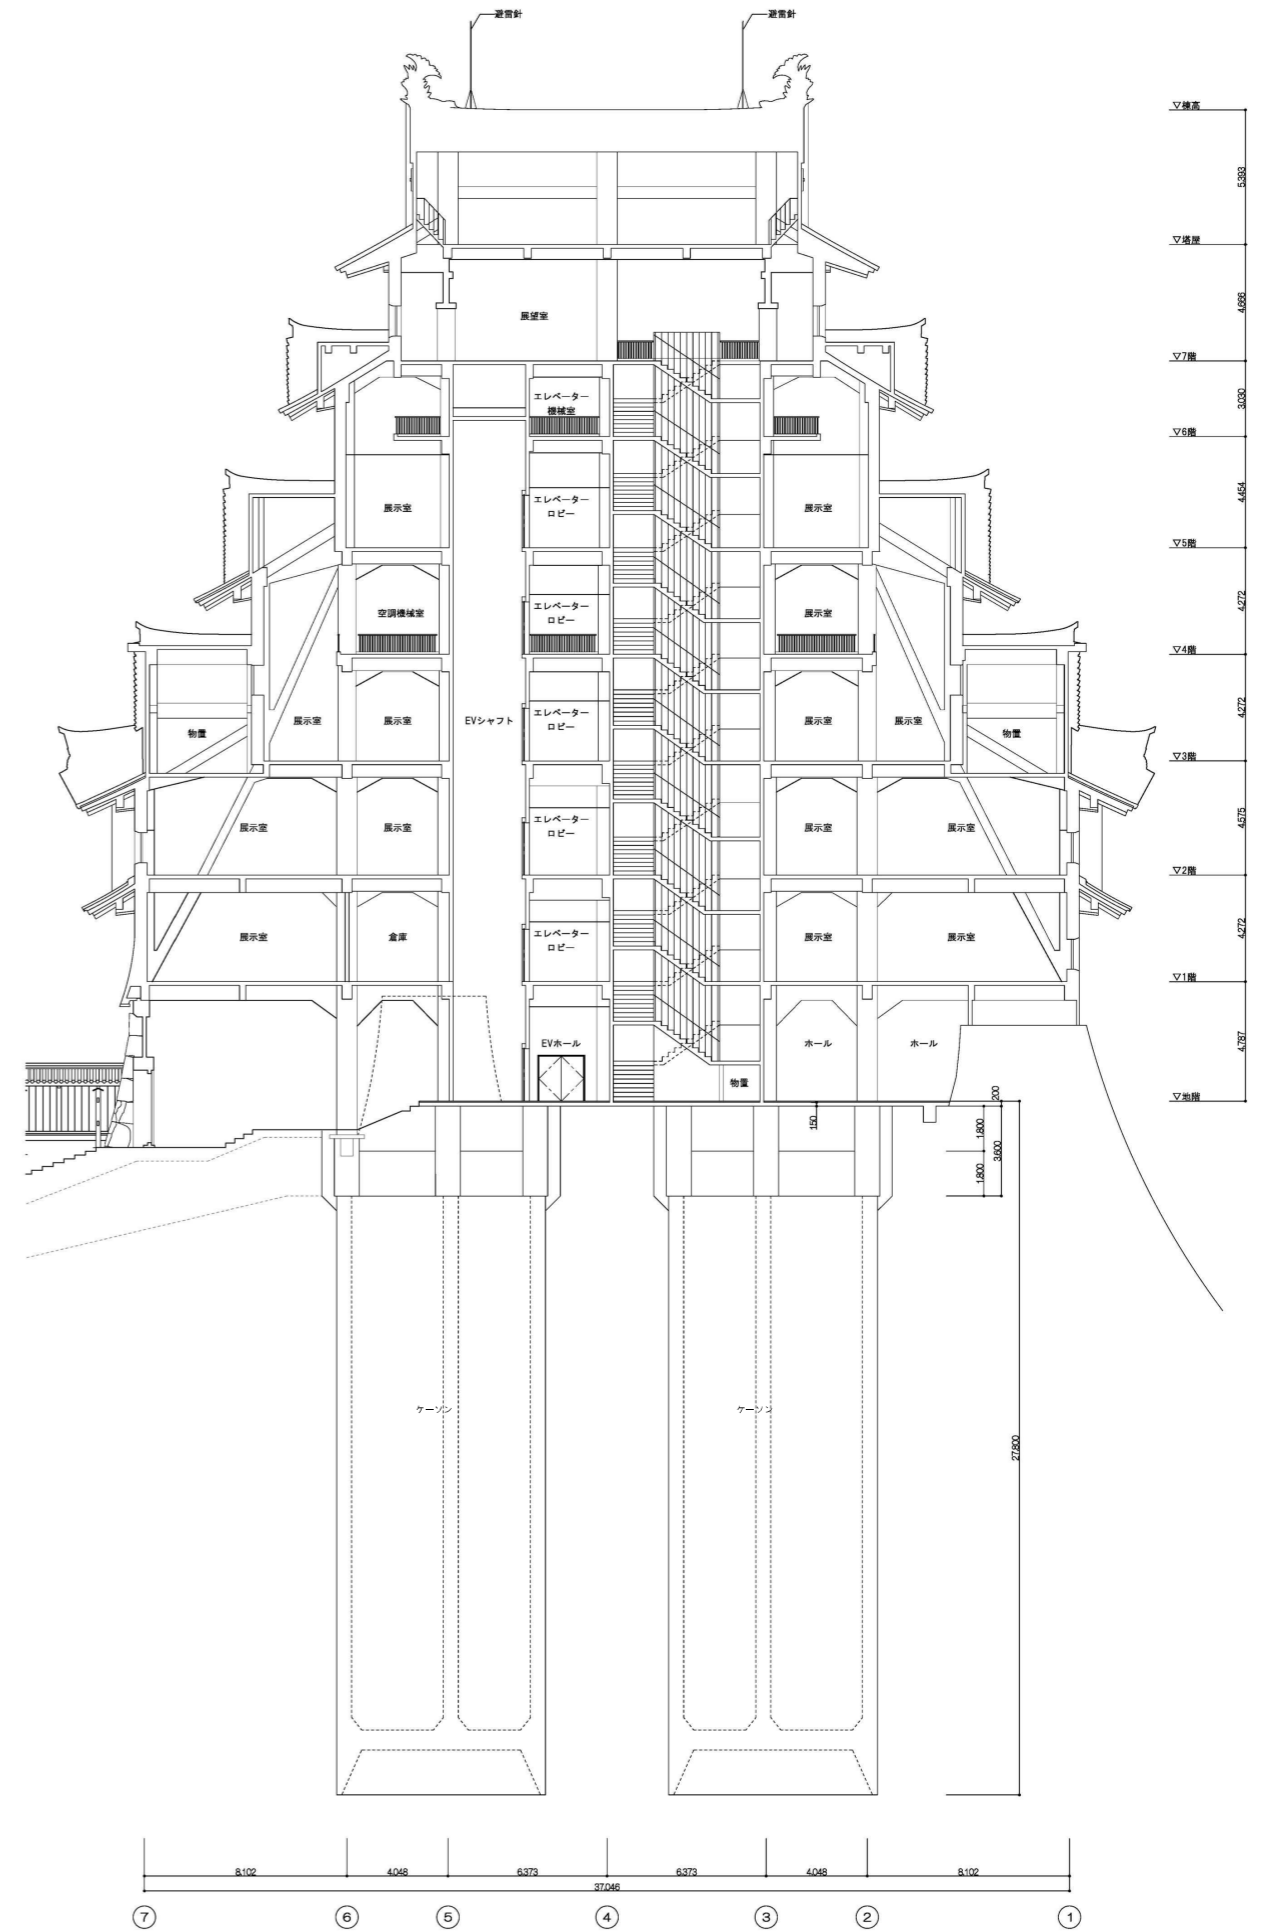 避雷針
避雷針
▽棟高
5.393
▽塔屋
4.666
展望室
▽7階
3.030
エレベーター
機械室
▽6階
4.454
展示室
エレベーター
ロビー
展示室
▽5階
4.272
空調機械室
エレベーター
ロビー
展示室
▽4階
4.272
物置
展示室
展示室
EVシャフト
エレベーター
ロビー
展示室
展示室
物置
▽3階
4.575
展示室
展示室
エレベーター
ロビー
展示室
展示室
▽2階
4.272
展示室
倉庫
エレベーター
ロビー
展示室
展示室
▽1階
4.787
EVホール
ホール
ホール
物置
▽地階
200
150
1.800
3.600
1.800
ケーソン
ケーソン
27.800
8.102
4.048
6.373
6.373
4.048
8.102
37.046
7
6
5
4
3
2
1